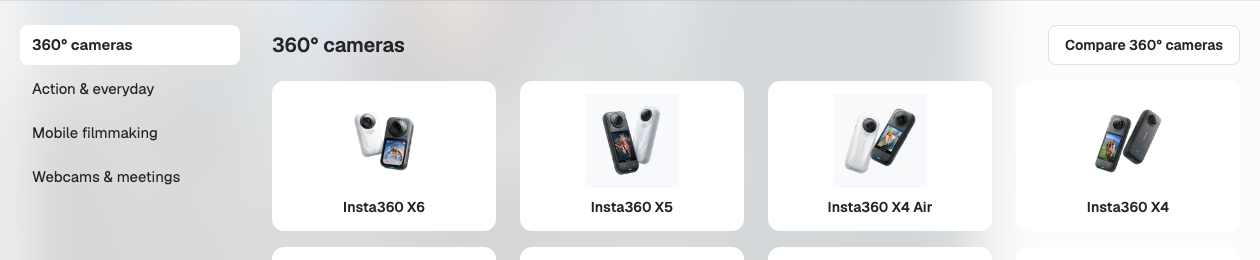 360° cameras
Action & everyday
Mobile filmmaking
Webcams & meetings
360° cameras
Compare 360° cameras
Insta360 X6
Insta360 X5
Insta360 X4 Air
Insta360 X4